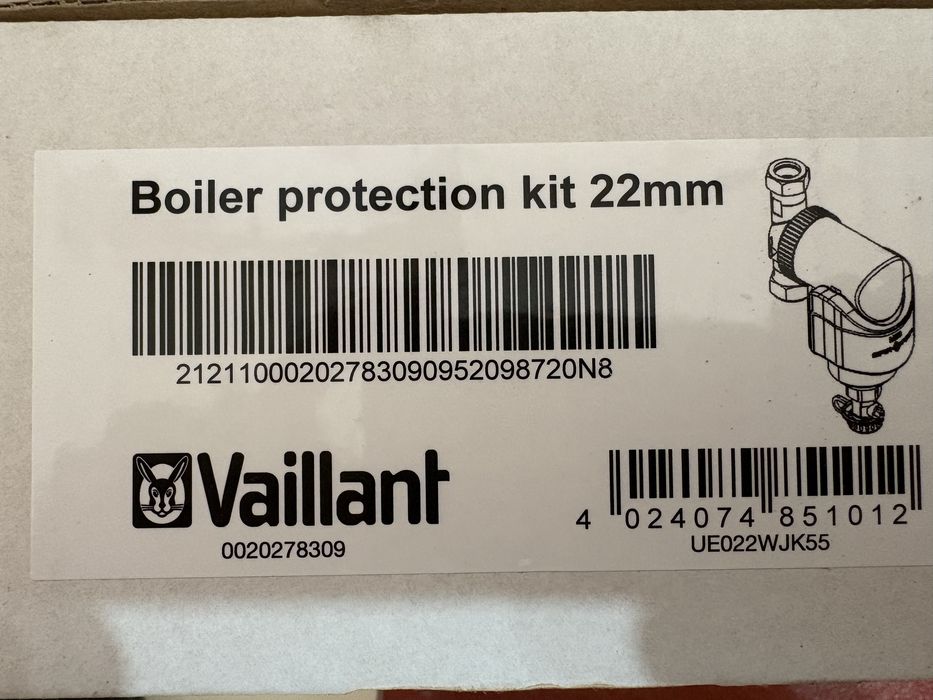 Boiler protection kit 22mm
21211000202783090952098720N8
Vaillant
0020278309
4 024074 851012
UE022WJK55